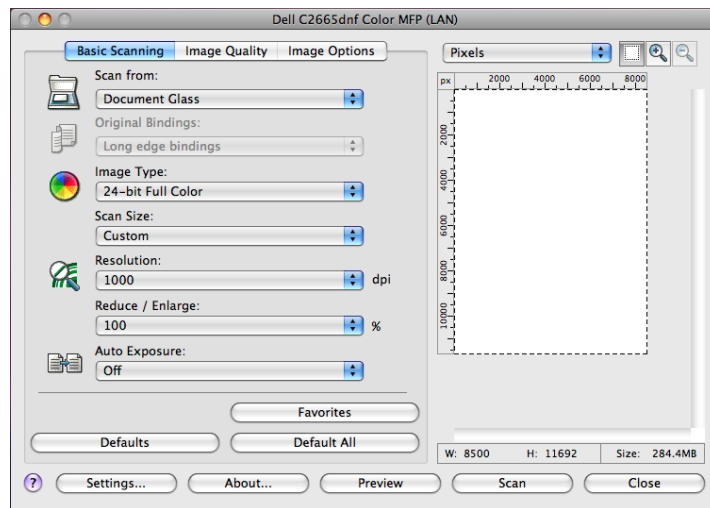 Dell C2665dnf Color MFP (LAN)
Basic Scanning Image Quality Image Options
Scan from:
Document Glass
Original Bindings:
Long edge bindings
Image Type:
24-bit Full Color
Scan Size:
Custom
Resolution:
1000 dpi
Reduce / Enlarge:
100 %
Auto Exposure:
Off
Favorites
Defaults Default All
? Settings... About... Preview Scan Close
Pixels
px 2000 4000 6000 8000
2000
4000
6000
8000
10000
W: 8500 H: 11692 Size: 284.4MB